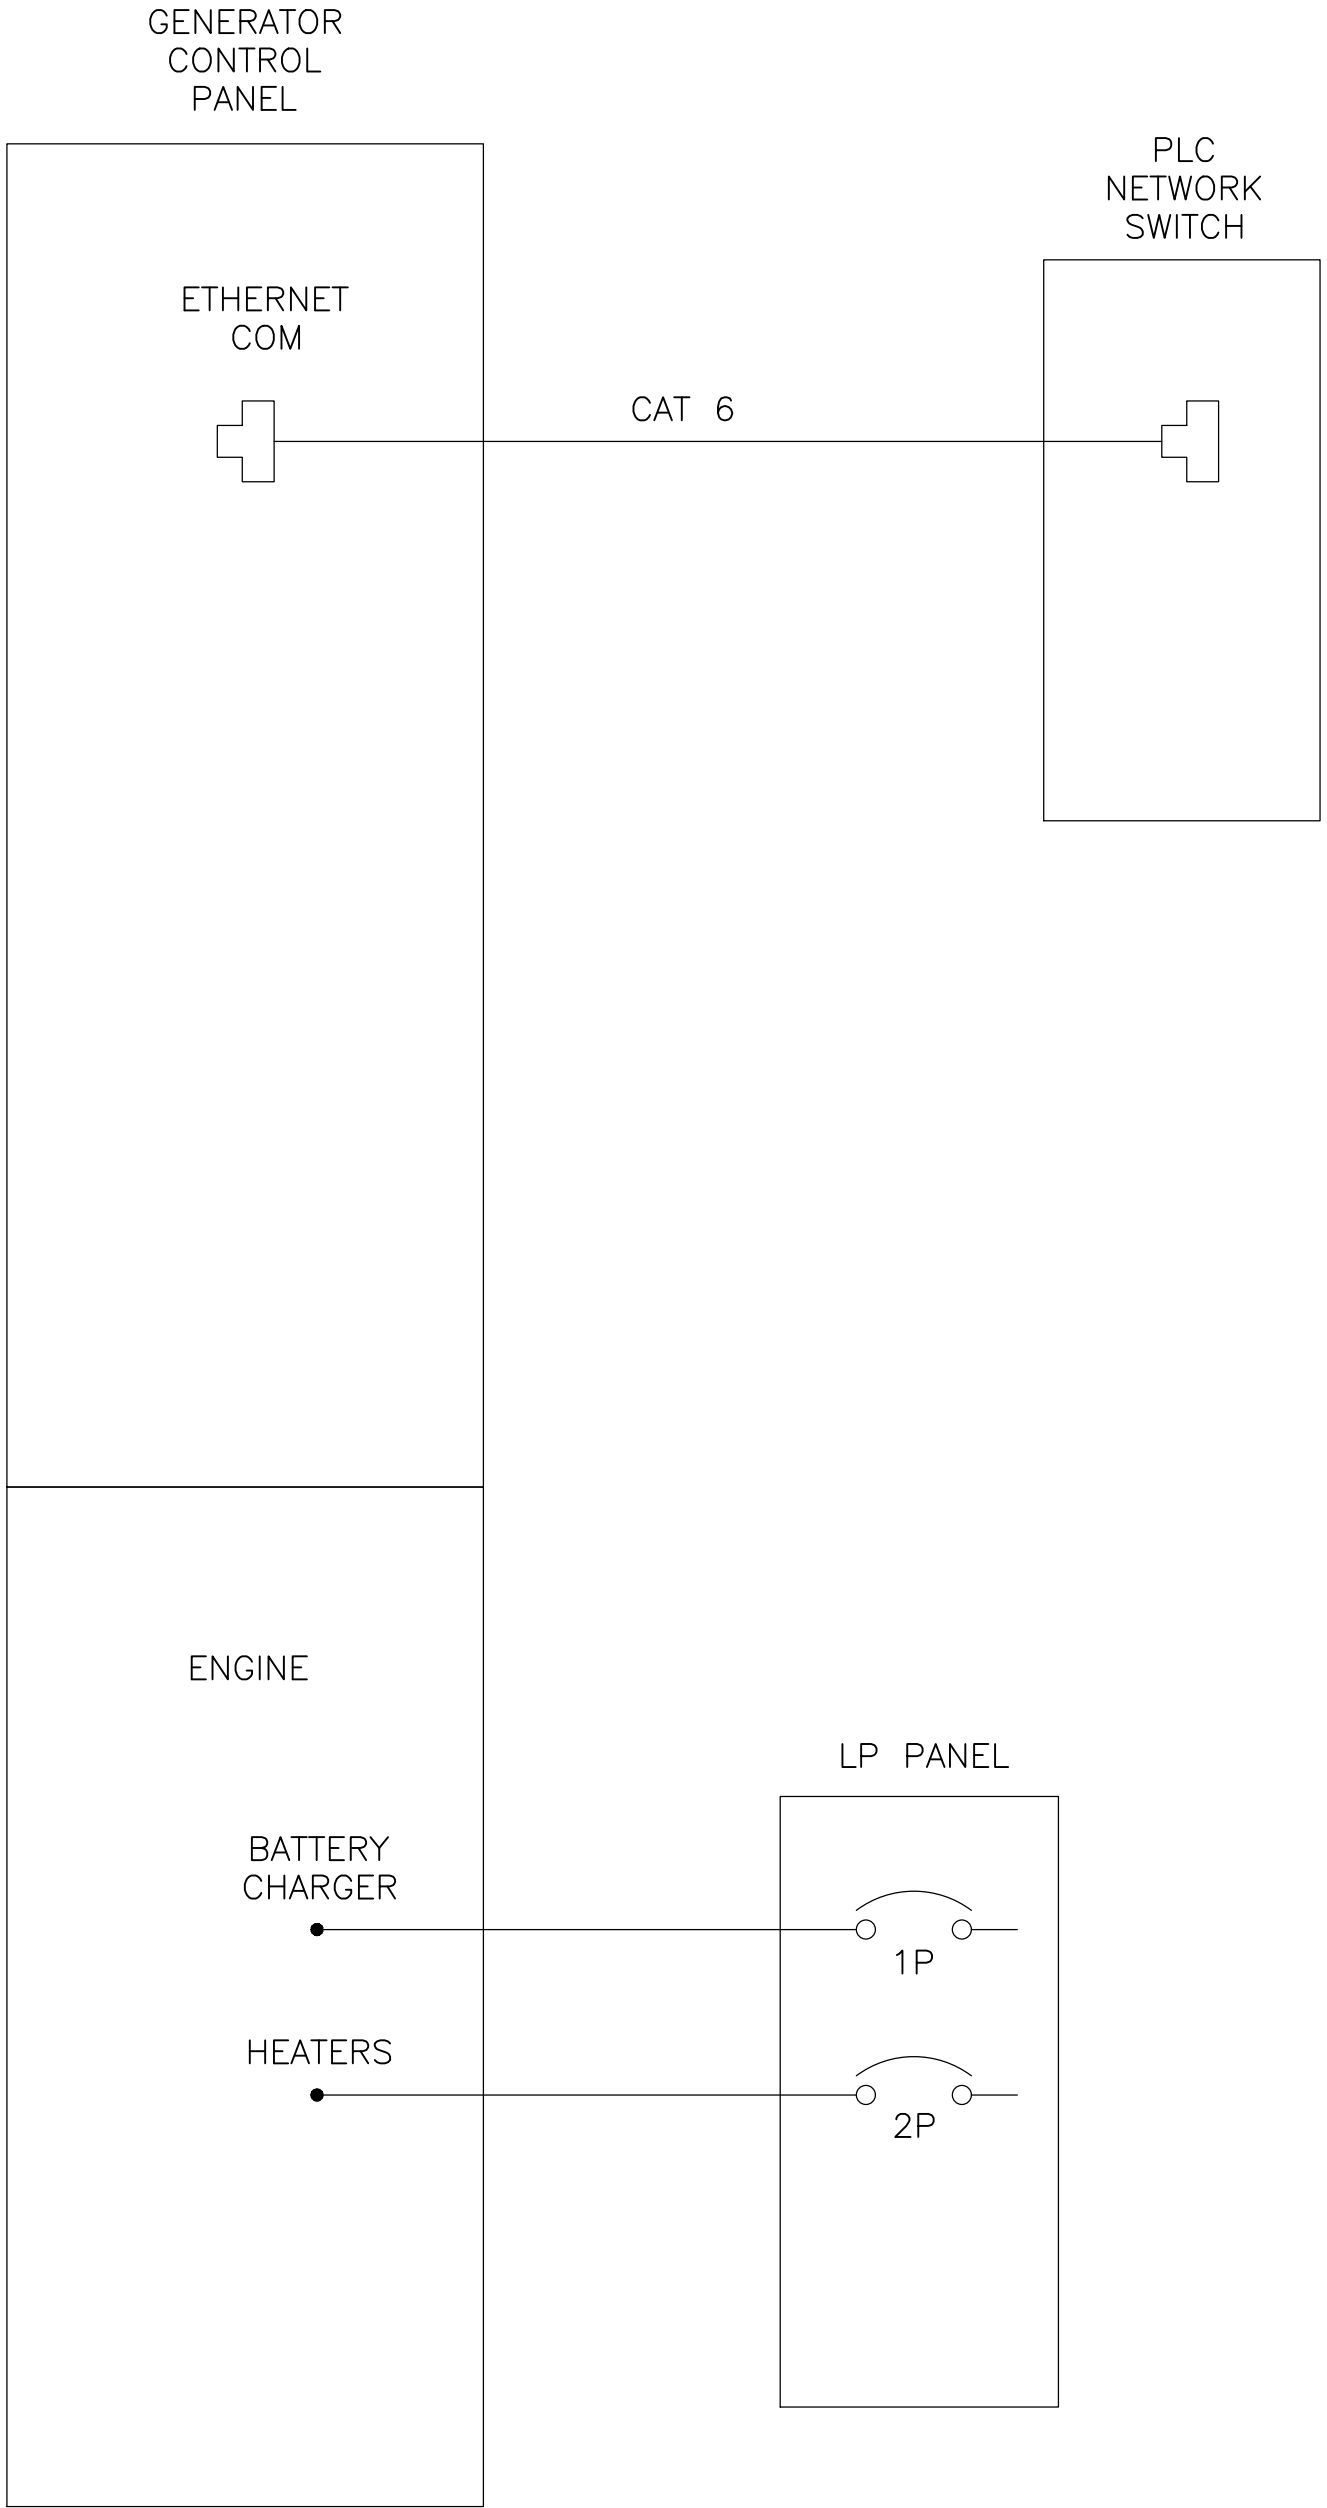 GENERATOR
CONTROL
PANEL
PLC
NETWORK
SWITCH
ETHERNET
COM
CAT 6
ENGINE
LP PANEL
BATTERY
CHARGER
1P
HEATERS
2P